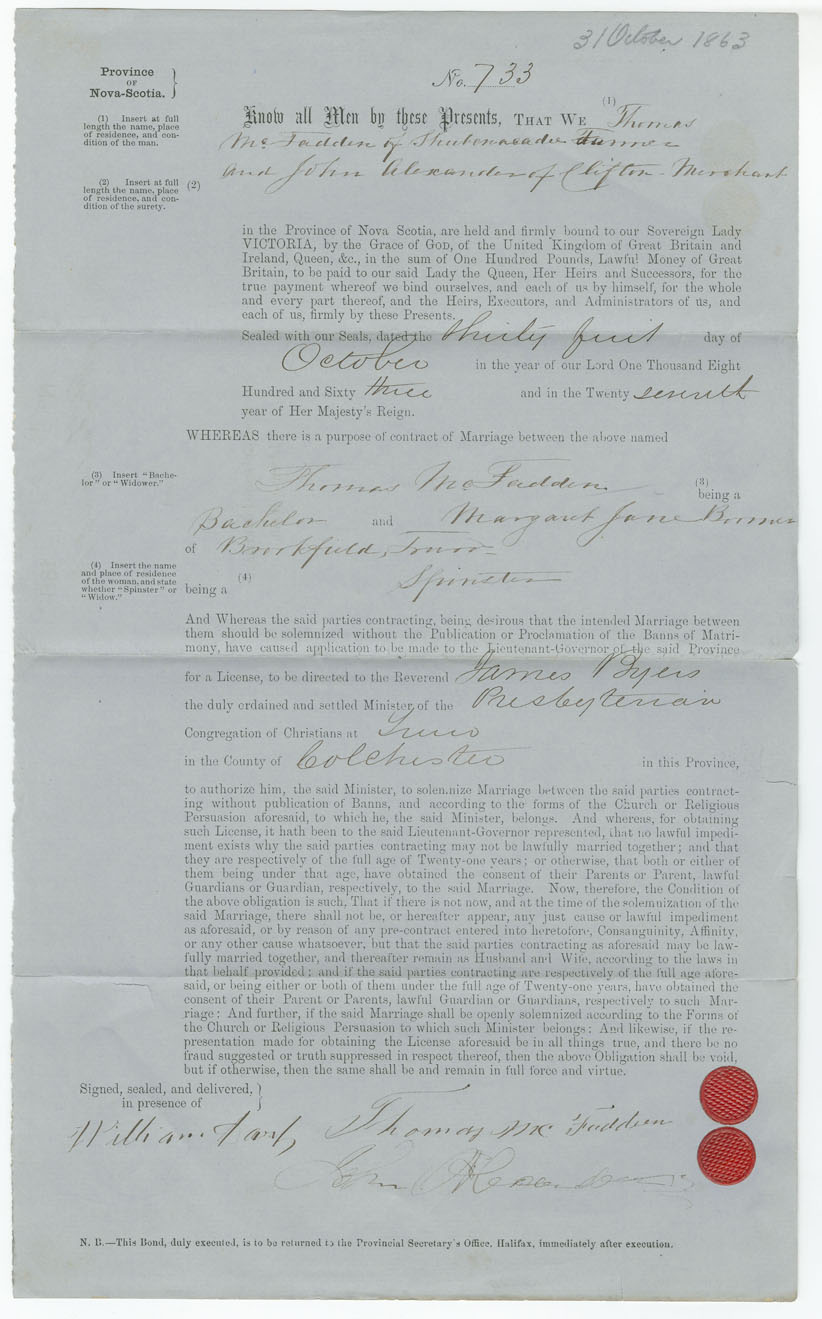 31 October 1863
Province
OF
Nova-Scotia.
No. 733
(1) Insert at full
length the name, place
of residence, and con-
dition of the man.
(1)
Know all Men by these Presents, THAT WE Thomas
McFadden of Shubenacadie Farmer
(2) Insert at full
length the name, place
of residence, and con-
dition of the surety.
(2)
and John Alexander of Clifton Merchant
in the Province of Nova Scotia, are held and firmly bound to our Sovereign Lady
VICTORIA, by the Grace of GOD, of the United Kingdom of Great Britain and
Ireland, Queen, &c., in the sum of One Hundred Pounds, Lawful Money of Great
Britain, to be paid to our said Lady the Queen, Her Heirs and Successors, for the
true payment whereof we bind ourselves, and each of us by himself, for the whole
and every part thereof, and the Heirs, Executors, and Administrators of us, and
each of us, firmly by these Presents.
Sealed with our Seals, dated the thirty first day of
October in the year of our Lord One Thousand Eight
Hundred and Sixty three and in the Twenty seventh
year of Her Majesty's Reign.
WHEREAS there is a purpose of contract of Marriage between the above named
(3) Insert "Bache-
lor" or "Widower."
Thomas McFadden (3)
being a
Bachelor and Margaret Jane
of Brookfield, Truro
(4) Insert the name
and place of residence
of the woman, and state
whether "Spinster" or
"Widow."
(4)
being a Spinster
And Whereas the said parties contracting, being desirous that the intended Marriage between
them should be solemnized without the Publication or Proclamation of the Banns of Matri-
mony, have caused application to be made to the Lieutenant-Governor of the said Province
for a License, to be directed to the Reverend James Byers
the duly ordained and settled Minister of the Presbyterian
Congregation of Christians at Truro
in the County of Colchester in this Province,
to authorize him, the said Minister, to solemnize Marriage between the said parties contract-
ing without publication of Banns, and according to the forms of the Church or Religious
Persuasion aforesaid, to which he, the said Minister, belongs. And whereas, for obtaining
such License, it hath been to the said Lieutenant-Governor represented, that no lawful impedi-
ment exists why the said parties contracting may not be lawfully married together; and that
they are respectively of the full age of Twenty-one years; or otherwise, that both or either of
them being under that age, have obtained the consent of their Parents or Parent, lawful
Guardians or Guardian, respectively, to the said Marriage. Now, therefore, the Condition of
the above obligation is such, That if there is not now, and at the time of the solemnization of the
said Marriage, there shall not be, or hereafter appear, any just cause or lawful impediment
as aforesaid, or by reason of any pre-contract entered into heretofore, Consanguinity, Affinity,
or any other cause whatsoever, but that the said parties contracting as aforesaid may be law-
fully married together, and thereafter remain as Husband and Wife, according to the laws in
that behalf provided; and if the said parties contracting are respectively of the full age afore-
said, or being either or both of them under the full age of Twenty-one years, have obtained the
consent of their Parent or Parents, lawful Guardian or Guardians, respectively to such Mar-
riage: And further, if the said Marriage shall be openly solemnized according to the Forms of
the Church or Religious Persuasion to which such Minister belongs: And likewise, if the re-
presentation made for obtaining the License aforesaid be in all things true, and there be no
fraud suggested or truth suppressed in respect thereof, then the above Obligation shall be void,
but if otherwise, then the same shall be and remain in full force and virtue.
Signed, sealed, and delivered,
in presence of
William Thomas McFadden
John Alexander
N. B.—This Bond, duly executed, is to be returned to the Provincial Secretary's Office, Halifax, immediately after execution.